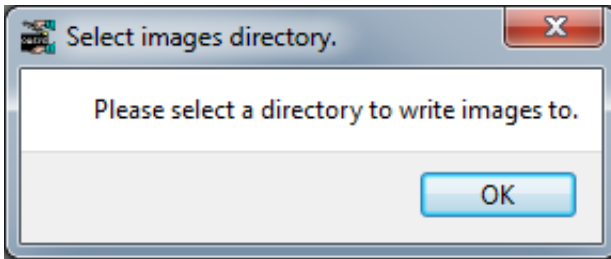 Select images directory.
Please select a directory to write images to.
OK